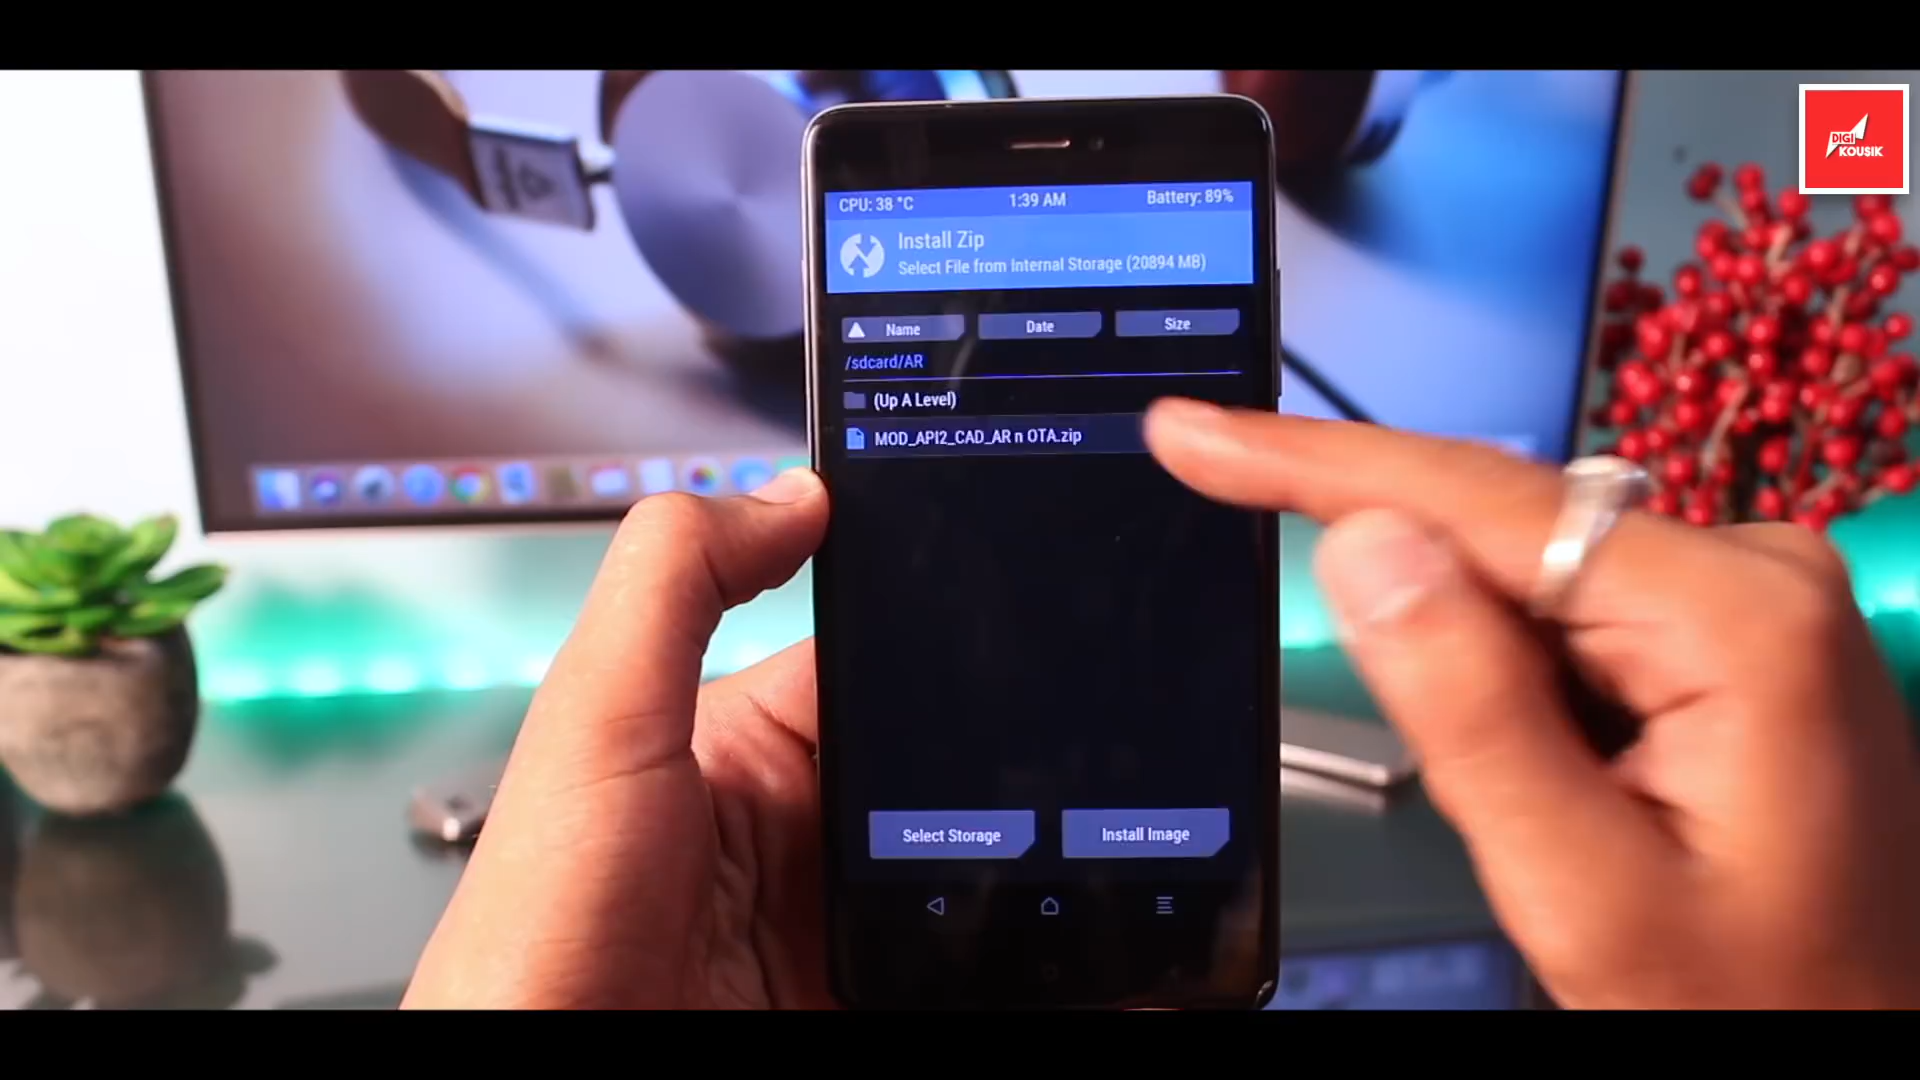 DIGI
KOUSIK
CPU: 38 °C 1:39 AM Battery: 89%
Install Zip
Select File from Internal Storage (20894 MB)
Name Date Size
/sdcard/AR
(Up A Level)
MOD_API2_CAD_AR n OTA.zip
Select Storage Install Image